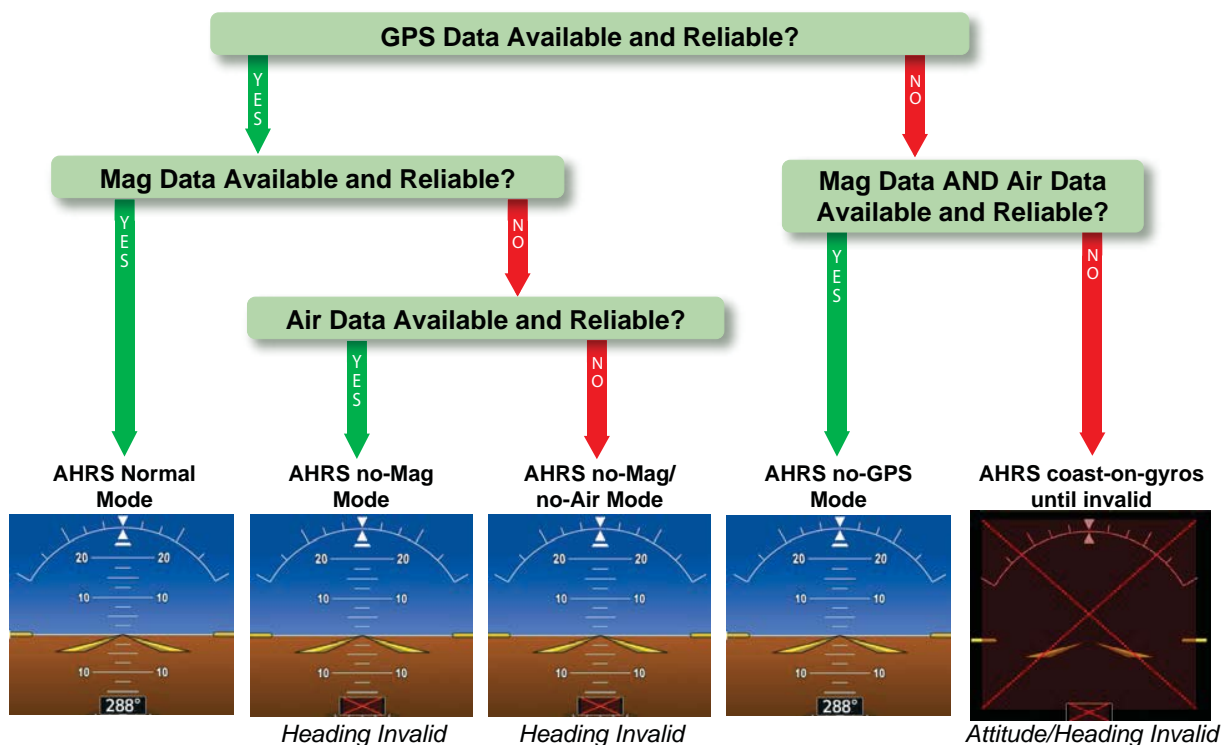 GPS Data Available and Reliable?
YES
NO
Mag Data Available and Reliable?
Mag Data AND Air Data
Available and Reliable?
YES
NO
YES
NO
Air Data Available and Reliable?
YES
NO
AHRS Normal
Mode
AHRS no-Mag
Mode
AHRS no-Mag/
no-Air Mode
AHRS no-GPS
Mode
AHRS coast-on-gyros
until invalid
20 20
10 10
10 10
288°
20 20
10 10
10 10
20 20
10 10
10 10
20 20
10 10
10 10
288°
Heading Invalid
Heading Invalid
Attitude/Heading Invalid